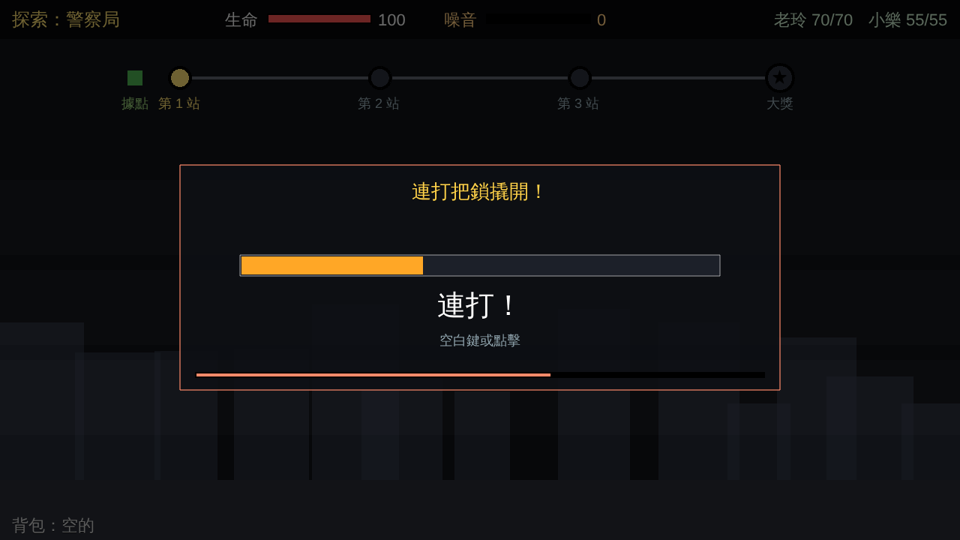 探索：警察局 生命 100 噪音 0 老玲 70/70 小樂 55/55
據點 第 1 站 第 2 站 第 3 站 大獎
連打把鎖撬開！
連打！
空白鍵或點擊
背包：空的